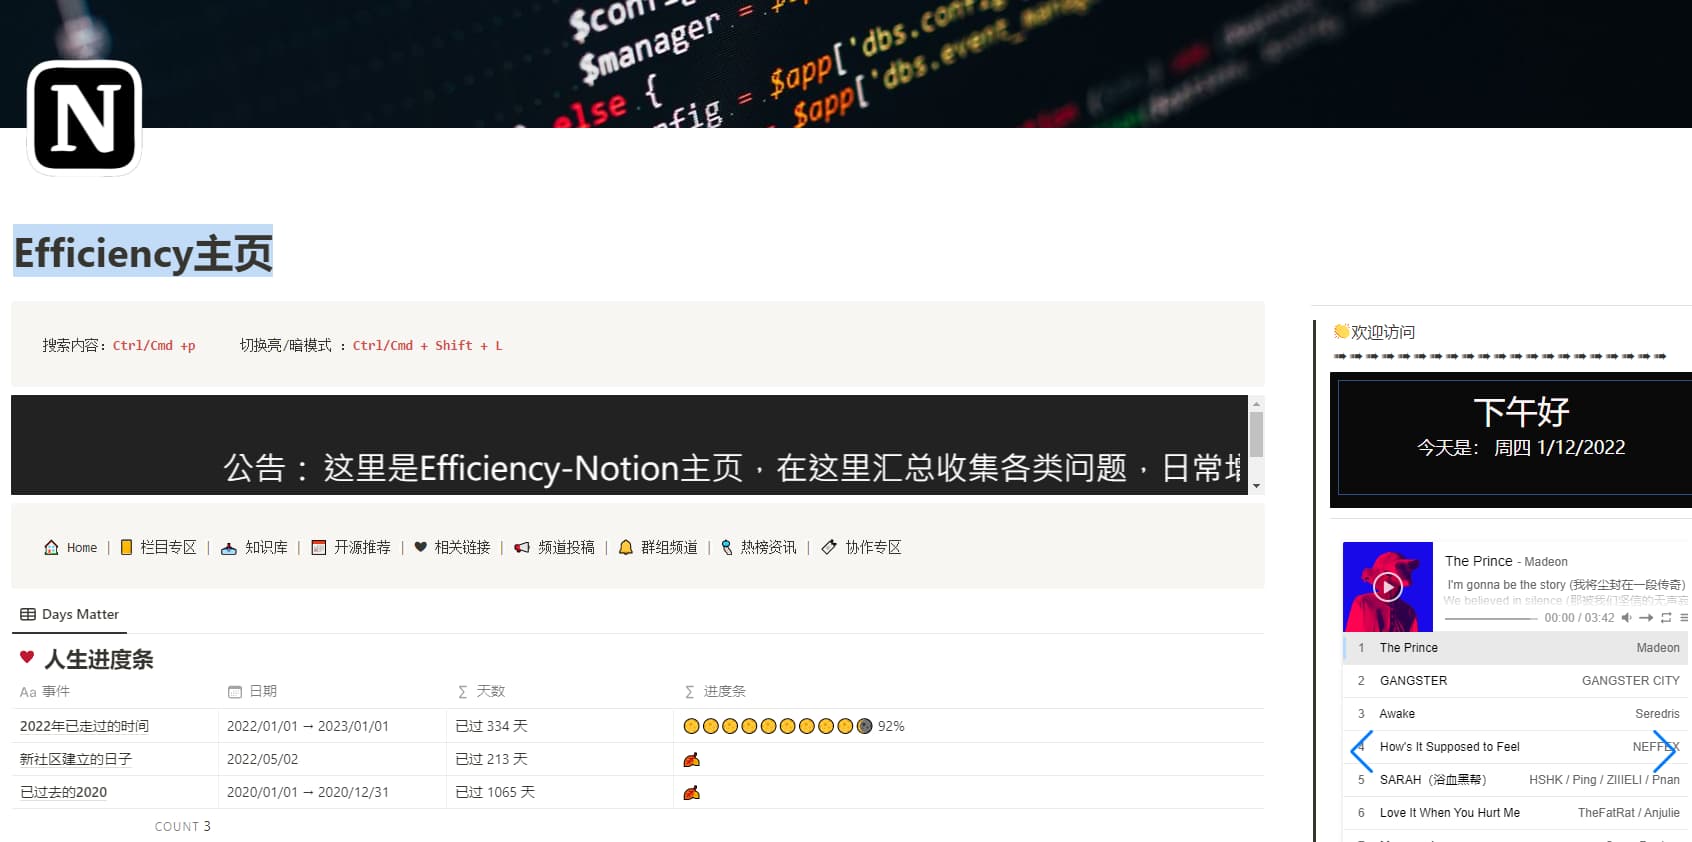 $manager
= $app['dbs.config
else {
= $app['dbs.event_manager
N
Efficiency主页
搜索内容：Ctrl/Cmd +p 切换亮/暗模式 ：Ctrl/Cmd + Shift + L
公告 ：这里是Efficiency-Notion主页，在这里汇总收集各类问题，日常增
Home | 栏目专区 | 知识库 | 开源推荐 | 相关链接 | 频道投稿 | 群组频道 | 热榜资讯 | 协作专区
Days Matter
人生进度条
Aa 事件 日期 ∑ 天数 ∑ 进度条
2022年已走过的时间 2022/01/01 → 2023/01/01 已过 334 天 92%
新社区建立的日子 2022/05/02 已过 213 天
已过去的2020 2020/01/01 → 2020/12/31 已过 1065 天
COUNT 3
👋欢迎访问
下午好
今天是： 周四 1/12/2022
The Prince - Madeon
I'm gonna be the story (我将尘封在一段传奇)
We believed in silence (那被我们坚信的无声寂
00:00 / 03:42
1 The Prince Madeon
2 GANGSTER GANGSTER CITY
3 Awake Seredris
4 How's It Supposed to Feel NEFFEX
5 SARAH（浴血黑帮） HSHK / Ping / ZIIIELI / Pnan
6 Love It When You Hurt Me TheFatRat / Anjulie